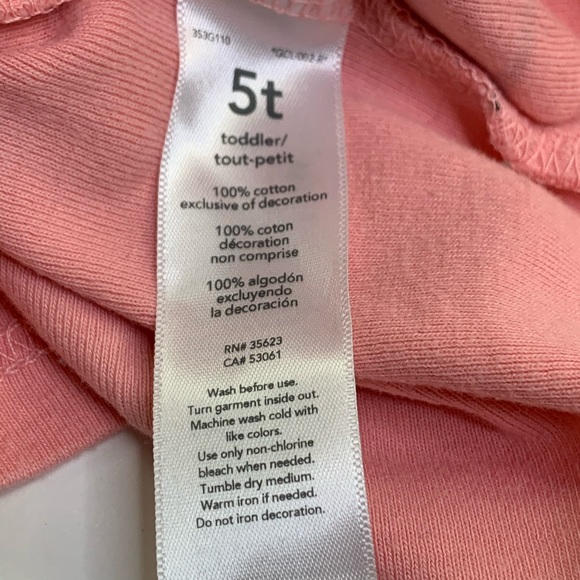 353G110
5t
toddler/
tout-petit
100% cotton
exclusive of decoration
100% coton
décoration
non comprise
100% algodón
excluyendo
la decoración
RN# 35623
CA# 53061
Wash before use.
Turn garment inside out.
Machine wash cold with
like colors.
Use only non-chlorine
bleach when needed.
Tumble dry medium.
Warm iron if needed.
Do not iron decoration.